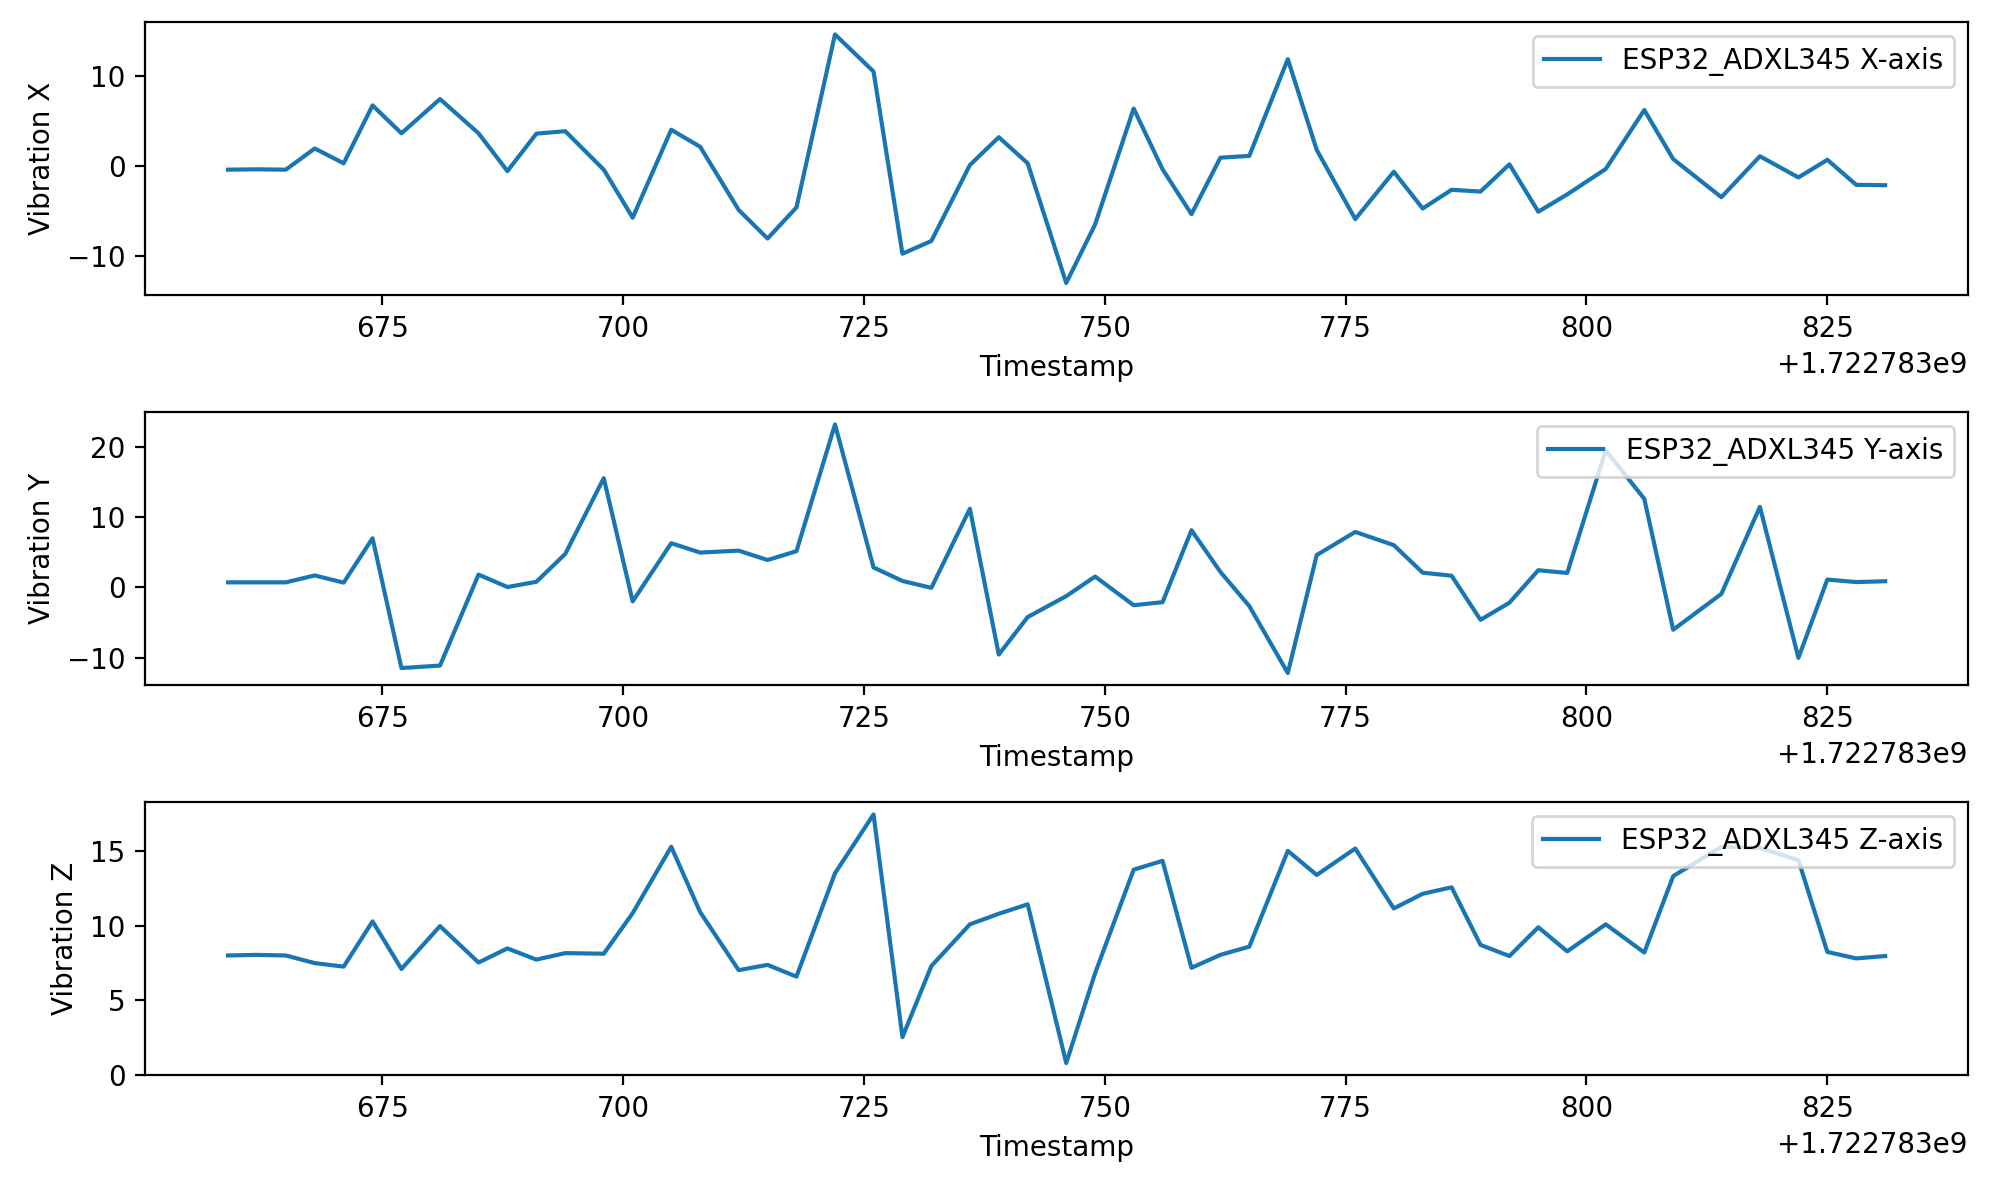 Vibration X
10
0
−10
ESP32_ADXL345 X-axis
675 700 725 750 775 800 825
Timestamp
+1.722783e9
Vibration Y
20
10
0
−10
ESP32_ADXL345 Y-axis
675 700 725 750 775 800 825
Timestamp
+1.722783e9
Vibration Z
15
10
5
0
ESP32_ADXL345 Z-axis
675 700 725 750 775 800 825
Timestamp
+1.722783e9